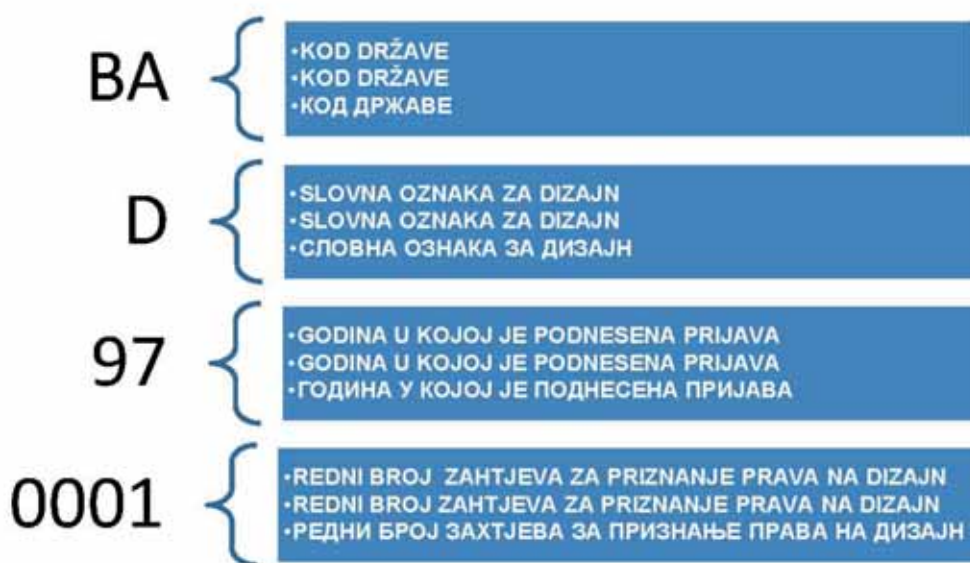 BA
•KOD DRŽAVE
•KOD DRŽAVE
•КОД ДРЖАВЕ
D
•SLOVNA OZNAKA ZA DIZAJN
•SLOVNA OZNAKA ZA DIZAJN
•СЛОВНА ОЗНАКА ЗА ДИЗАЈН
97
•GODINA U KOJOJ JE PODNESENA PRIJAVA
•GODINA U KOJOJ JE PODNESENA PRIJAVA
•ГОДИНА У КОЈОЈ ЈЕ ПОДНЕСЕНА ПРИЈАВА
0001
•REDNI BROJ ZAHTJEVA ZA PRIZNANJE PRAVA NA DIZAJN
•REDNI BROJ ZAHTJEVA ZA PRIZNANJE PRAVA NA DIZAJN
•РЕДНИ БРОЈ ЗАХТЈЕВА ЗА ПРИЗНАЊЕ ПРАВА НА ДИЗАЈН